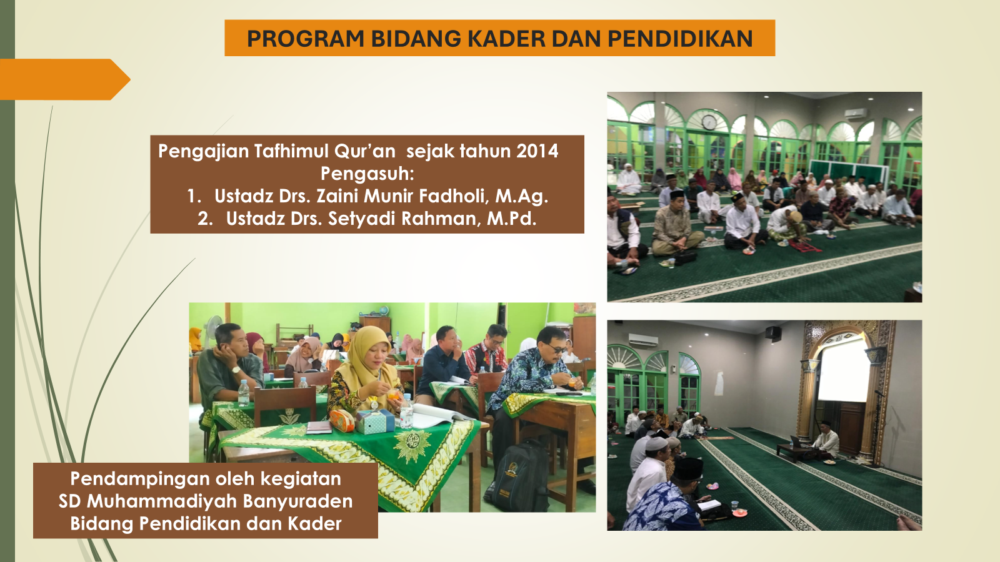 PROGRAM BIDANG KADER DAN PENDIDIKAN
Pengajian Tafhimul Qur’an  sejak tahun 2014
Pengasuh:
1. Ustadz Drs. Zaini Munir Fadholi, M.Ag.
2. Ustadz Drs. Setyadi Rahman, M.Pd.
Pendampingan oleh kegiatan
SD Muhammadiyah Banyuraden
Bidang Pendidikan dan Kader